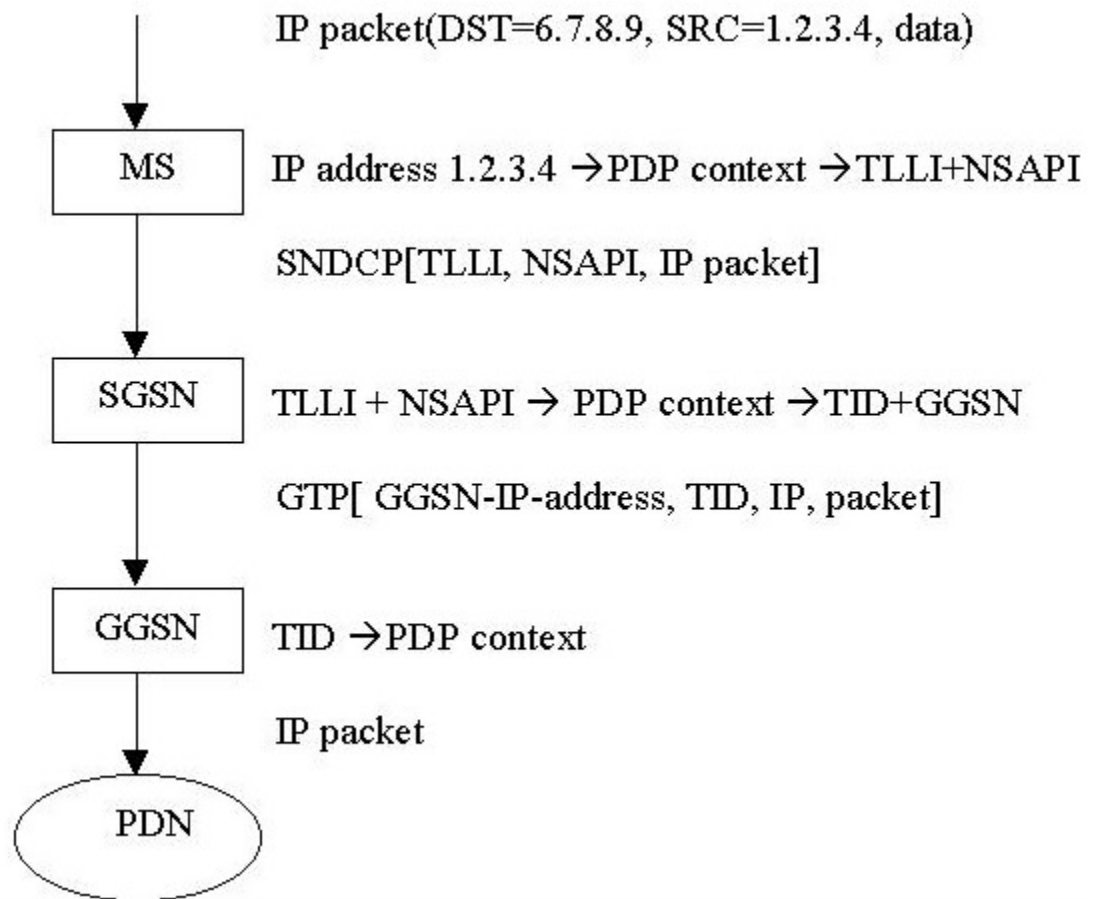 IP packet(DST=6.7.8.9, SRC=1.2.3.4, data)
MS
IP address 1.2.3.4 →PDP context →TLLI+NSAPI
SNDCP[TLLI, NSAPI, IP packet]
SGSN
TLLI + NSAPI → PDP context →TID+GGSN
GTP[ GGSN-IP-address, TID, IP, packet]
GGSN
TID →PDP context
IP packet
PDN